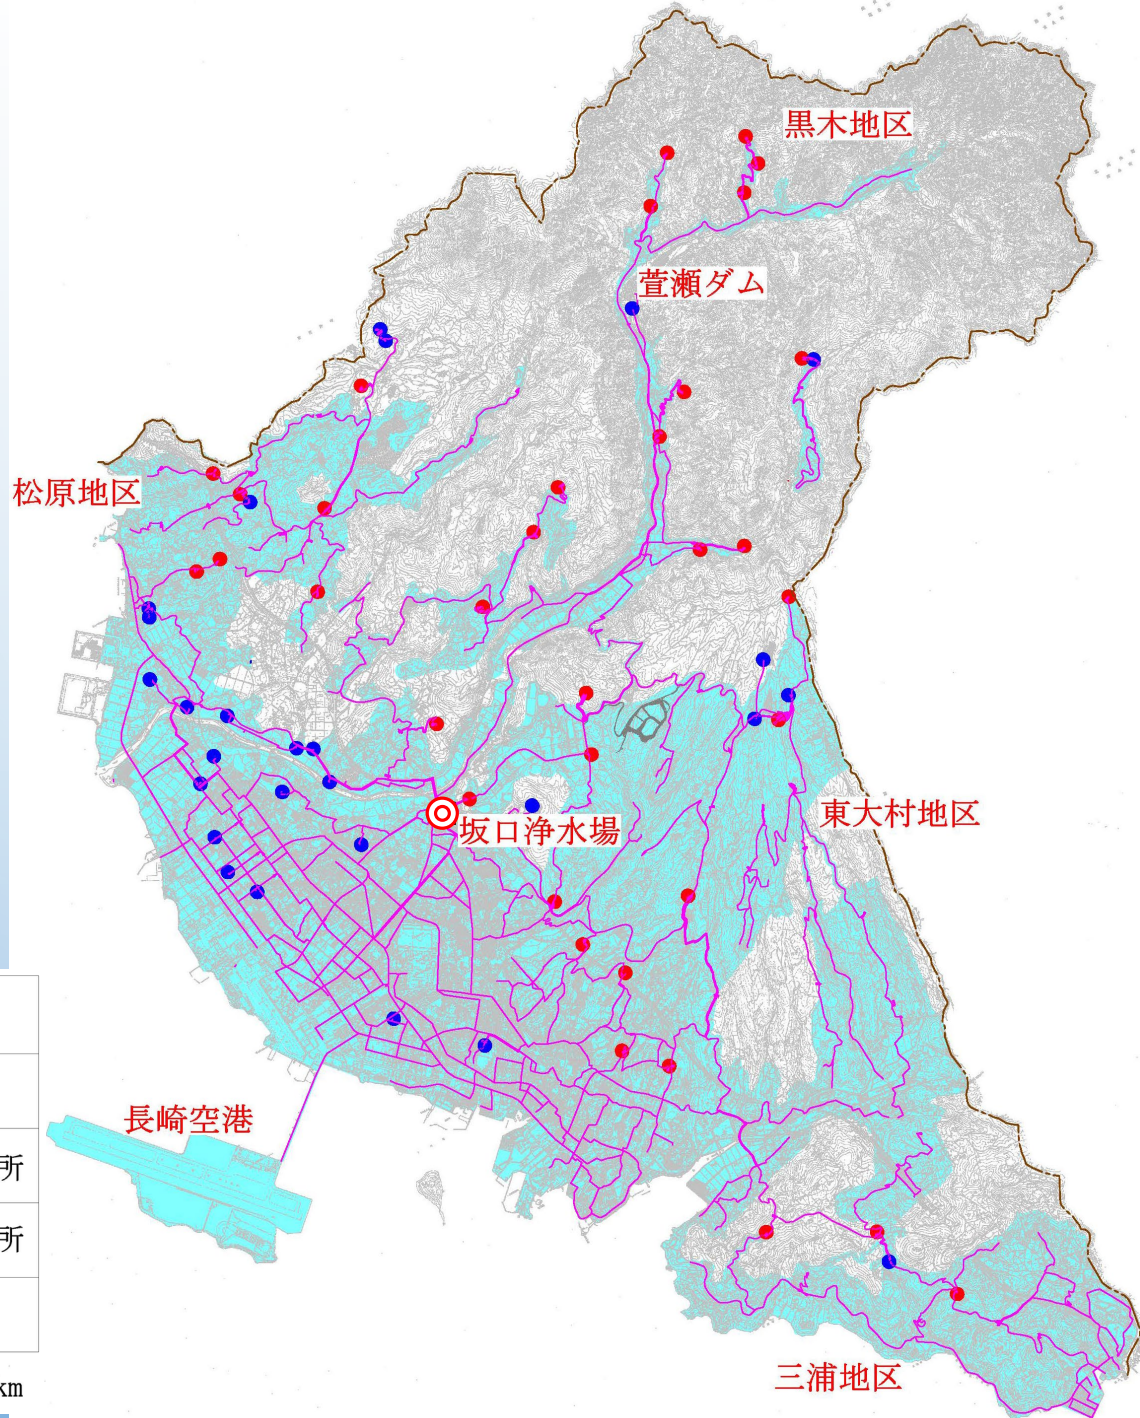 黒木地区
萱瀬ダム
松原地区
東大村地区
坂口浄水場
長崎空港
所
所
三浦地区
km